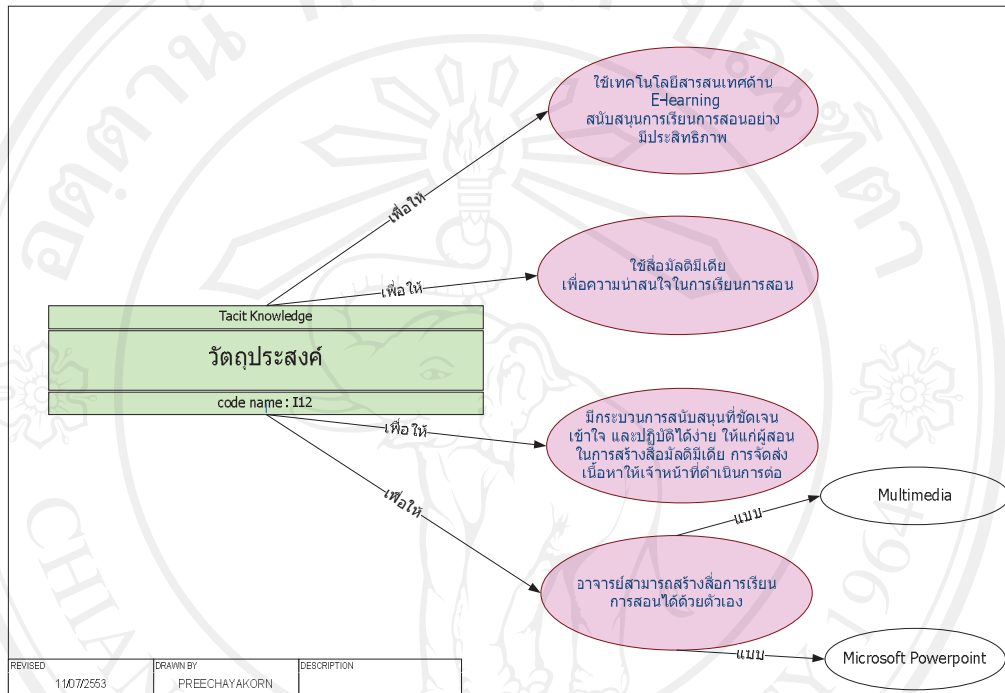 ใช้เทคโนโลยีสารสนเทศด้าน
E-learning
สนับสนุนการเรียนการสอนอย่าง
มีประสิทธิภาพ
เพื่อให้
ใช้สื่อมัลติมีเดีย
เพื่อความน่าสนใจในการเรียนการสอน
เพื่อให้
Tacit Knowledge
วัตถุประสงค์
code name : I12
เพื่อให้
มีกระบวนการสนับสนุนที่ชัดเจน
เข้าใจ และปฏิบัติได้ง่าย ให้แก่ผู้สอน
ในการสร้างสื่อมัลติมีเดีย การจัดส่ง
เนื้อหาให้เจ้าหน้าที่ดำเนินการต่อ
เพื่อให้
Multimedia
แบบ
อาจารย์สามารถสร้างสื่อการเรียน
การสอนได้ด้วยตัวเอง
แบบ
Microsoft Powerpoint
REVISED
11/07/2553
DRAWN BY
PREECHAYAKORN
DESCRIPTION
1964